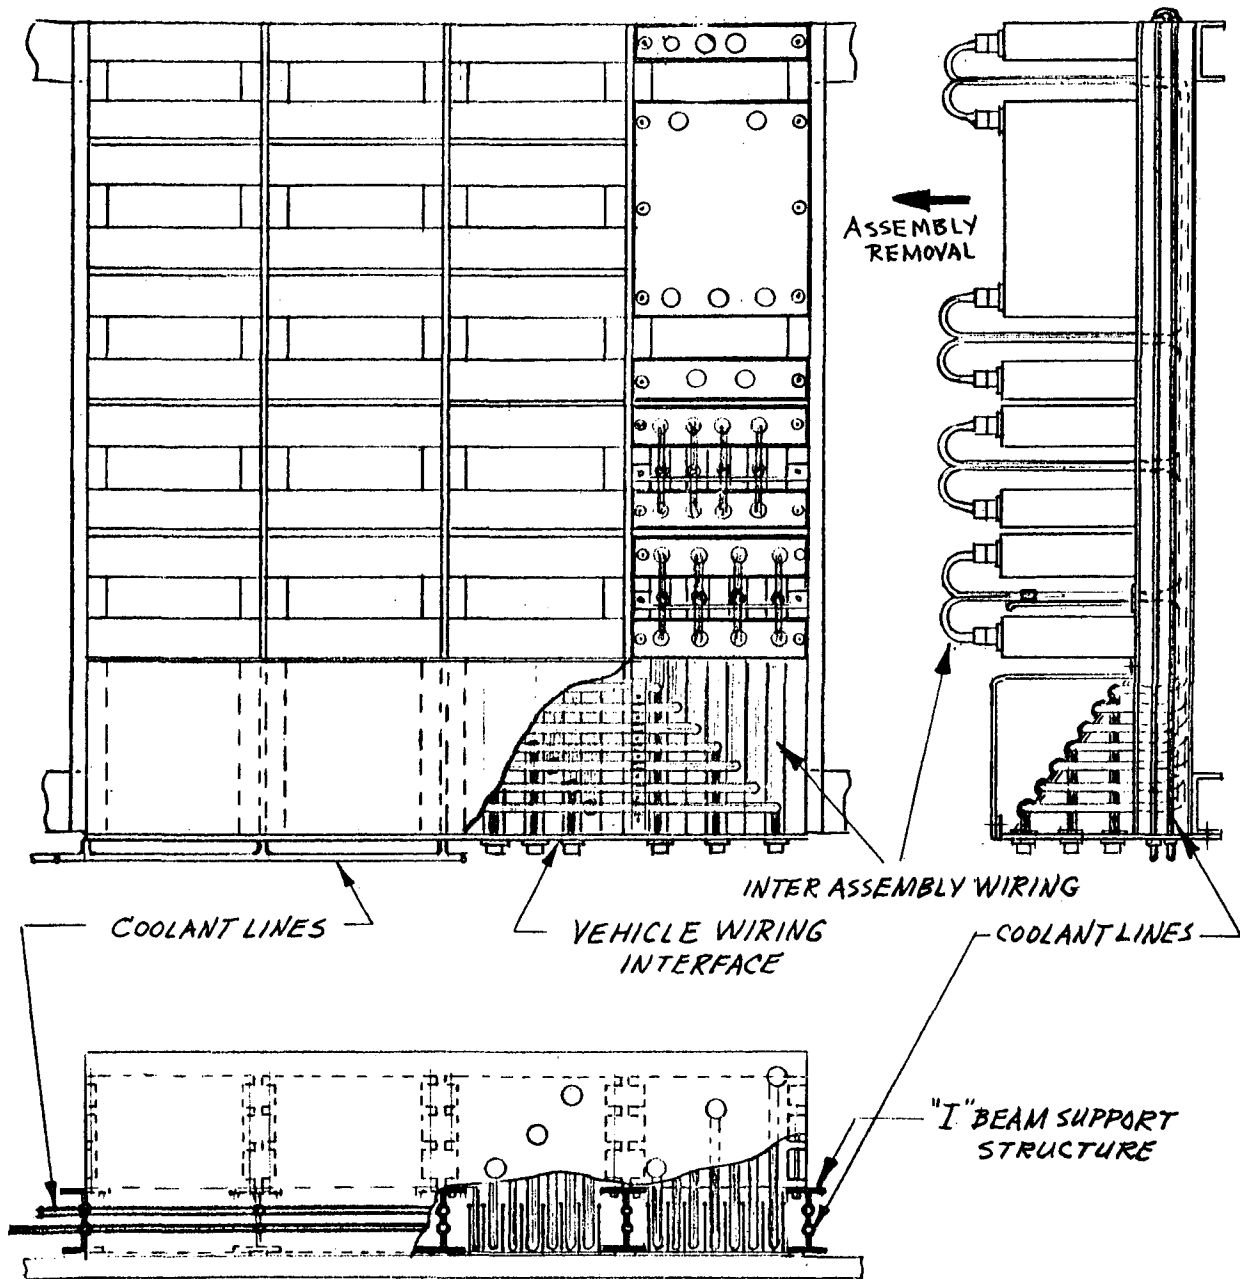 ASSEMBLY
REMOVAL
INTER ASSEMBLY WIRING
COOLANT LINES
VEHICLE WIRING
INTERFACE
COOLANT LINES
"I" BEAM SUPPORT
STRUCTURE